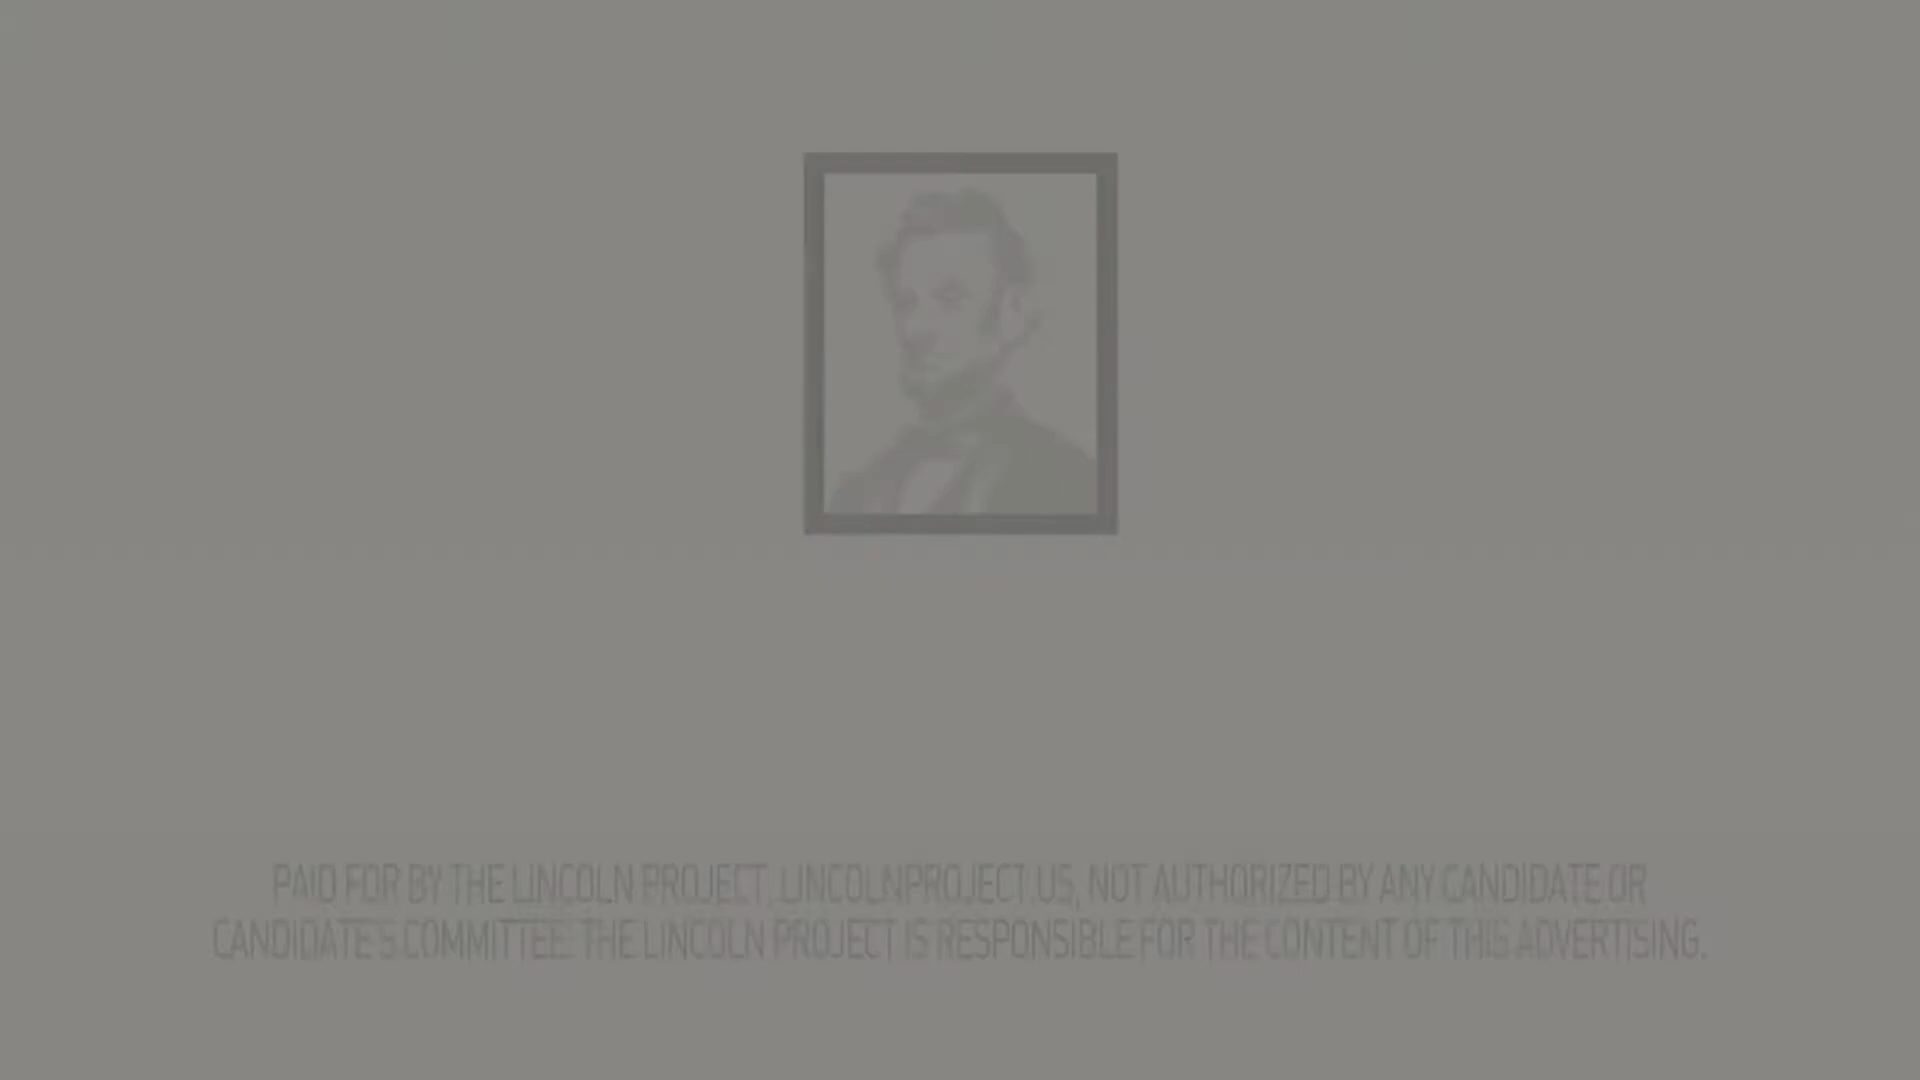 PAID FOR BY THE LINCOLN PROJECT, LINCOLNPROJECT.US, NOT AUTHORIZED BY ANY CANDIDATE OR
CANDIDATE'S COMMITTEE. THE LINCOLN PROJECT IS RESPONSIBLE FOR THE CONTENT OF THIS ADVERTISING.